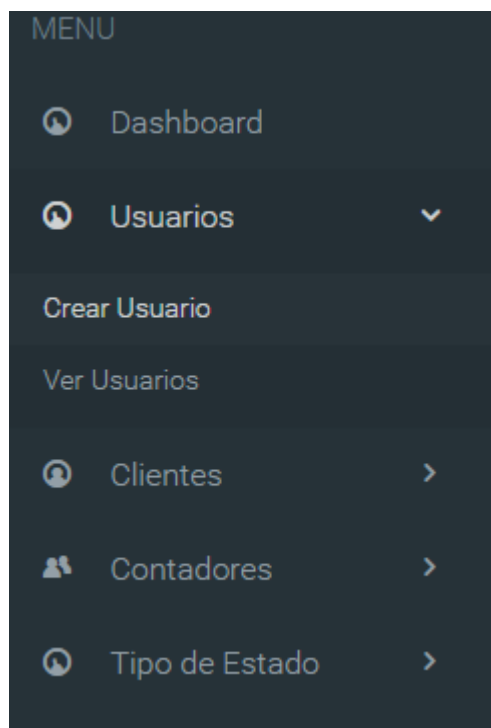 MENU
Dashboard
Usuarios
Crear Usuario
Ver Usuarios
Clientes
Contadores
Tipo de Estado